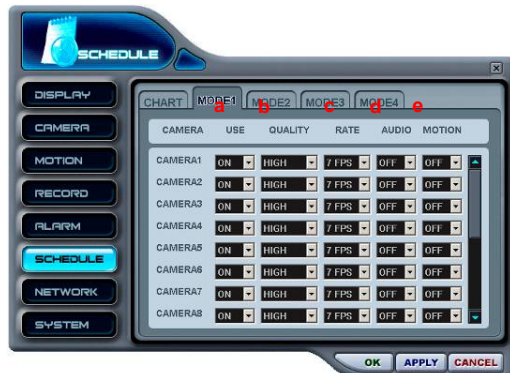 SCHEDULE
DISPLAY
CAMERA
MOTION
RECORD
ALARM
SCHEDULE
NETWORK
SYSTEM
CHART MODE1 MODE2 MODE3 MODE4
a b c d e
CAMERA USE QUALITY RATE AUDIO MOTION
CAMERA1 ON HIGH 7 FPS OFF OFF
CAMERA2 ON HIGH 7 FPS OFF OFF
CAMERA3 ON HIGH 7 FPS OFF OFF
CAMERA4 ON HIGH 7 FPS OFF OFF
CAMERA5 ON HIGH 7 FPS OFF OFF
CAMERA6 ON HIGH 7 FPS OFF OFF
CAMERA7 ON HIGH 7 FPS OFF OFF
CAMERA8 ON HIGH 7 FPS OFF OFF
OK APPLY CANCEL